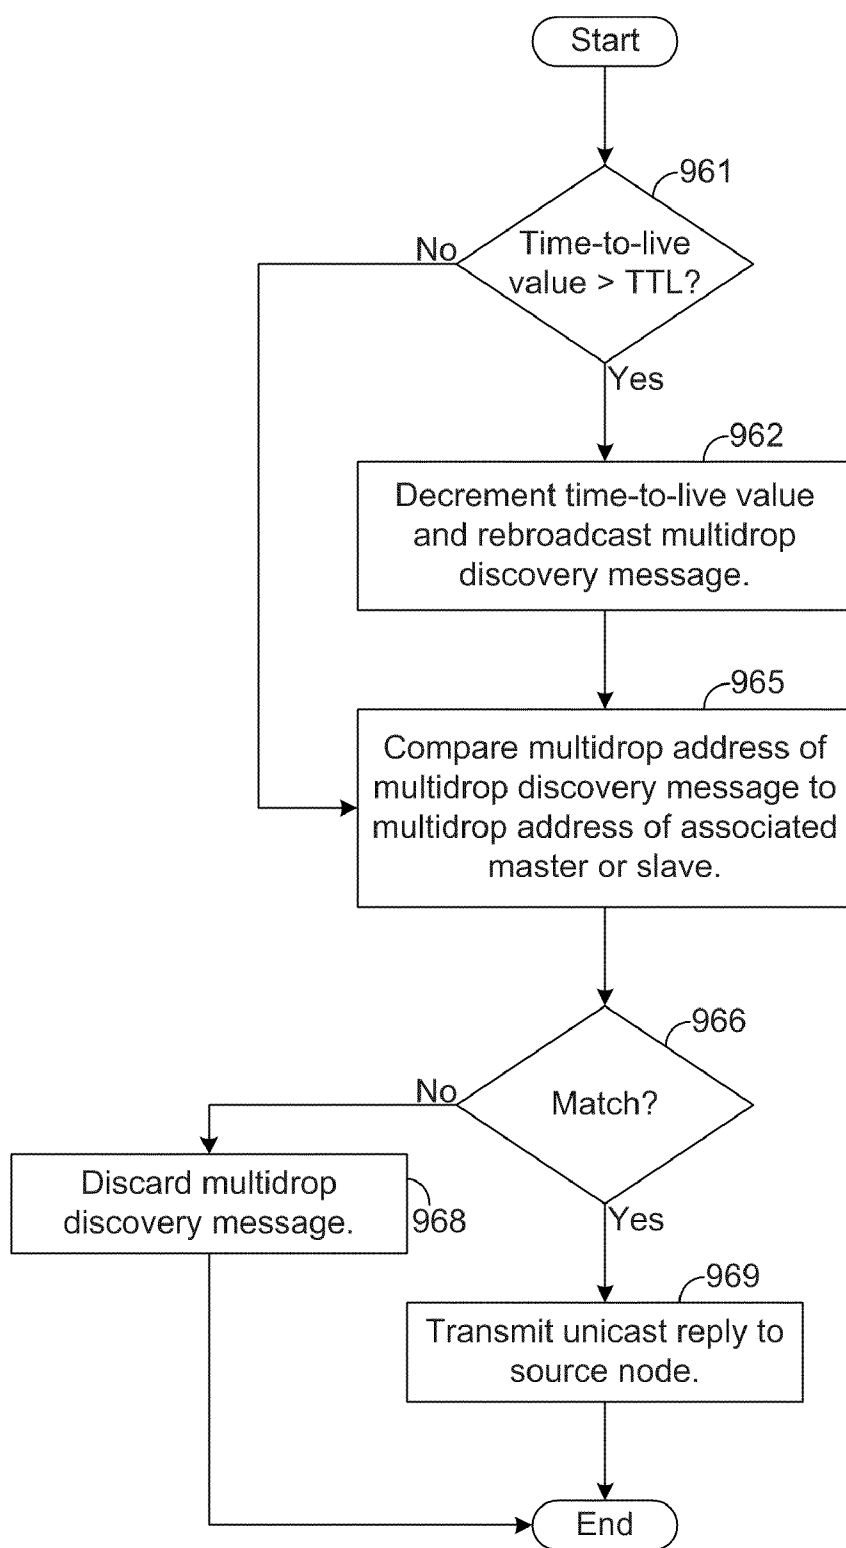 Start
961
Time-to-live
value > TTL?
No
Yes
962
Decrement time-to-live value
and rebroadcast multidrop
discovery message.
965
Compare multidrop address of
multidrop discovery message to
multidrop address of associated
master or slave.
966
Match?
No
Yes
Discard multidrop
discovery message.
968
969
Transmit unicast reply to
source node.
End